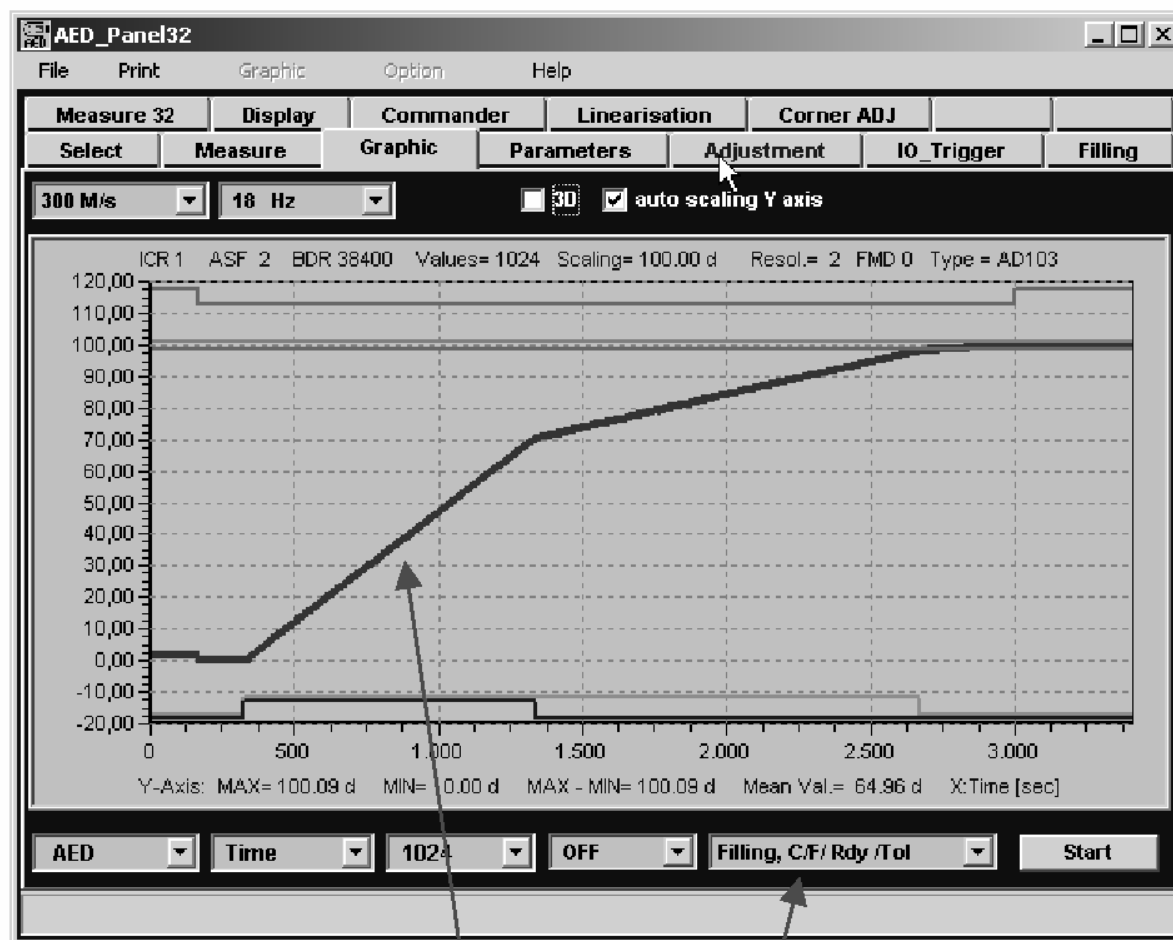 AED_Panel32
File Print Graphic Option Help
Measure 32 Display Commander Linearisation Corner ADJ
Select Measure Graphic Parameters Adjustment IO_Trigger Filling
300 M/s 18 Hz 3D auto scaling Y axis
ICR 1 ASF 2 BDR 38400 Values= 1024 Scaling= 100.00 d Resol.= 2 FMD 0 Type = AD103
120,00
110,00
100,00
90,00
80,00
70,00
60,00
50,00
40,00
30,00
20,00
10,00
0,00
-10,00
-20,00
0 500 1.000 1.500 2.000 2.500 3.000
Y-Axis: MAX= 100.09 d MIN= 0.00 d MAX - MIN= 100.09 d Mean Val.= 64.96 d X:Time [sec]
AED Time 1024 OFF Filling, C/F/ Rdy /Tol Start